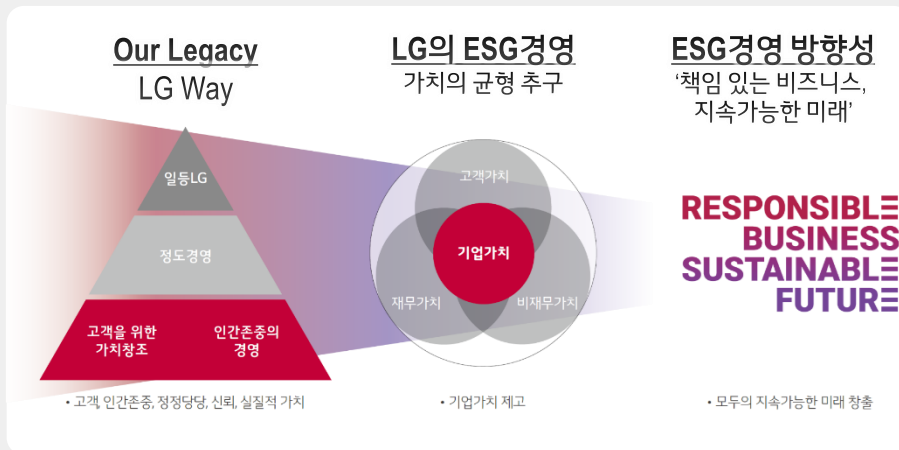 Our Legacy
LG Way
일등LG
정도경영
고객을 위한
가치창조
인간존중의
경영
• 고객, 인간존중, 정정당당, 신뢰, 실질적 가치
LG의 ESG경영
가치의 균형 추구
고객가치
기업가치
재무가치
비재무가치
• 기업가치 제고
ESG경영 방향성
‘책임 있는 비즈니스,
지속가능한 미래’
RESPONSIBLE
BUSINESS
SUSTAINABLE
FUTURE
• 모두의 지속가능한 미래 창출